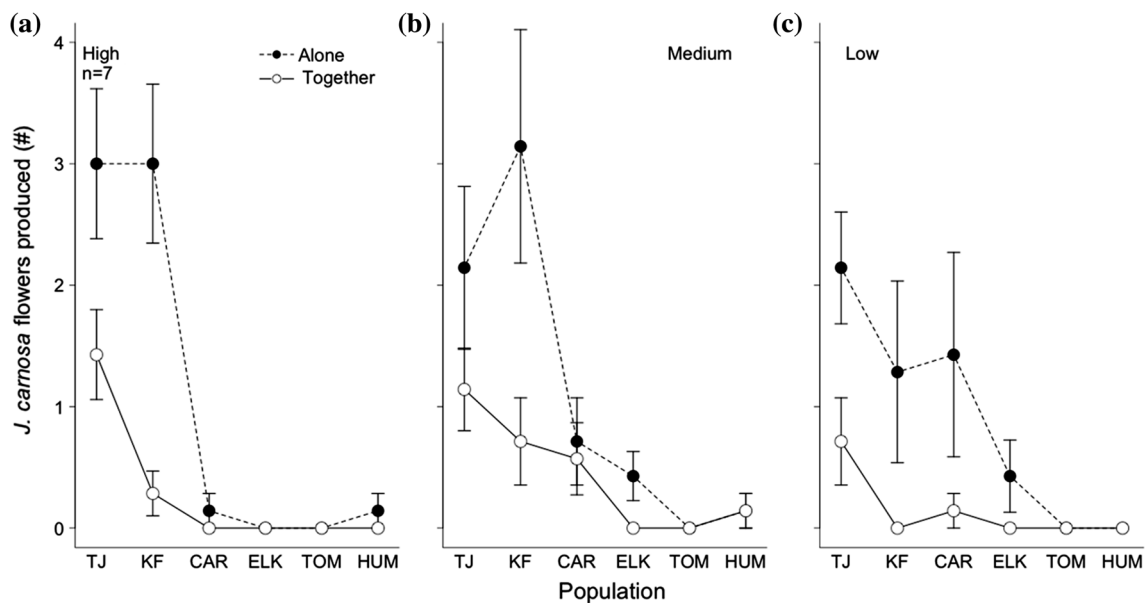 (a)
(b)
(c)
High
n=7
Alone
Together
Medium
Low
J. carnosa flowers produced (#)
4
3
2
1
0
TJ KF CAR ELK TOM HUM
TJ KF CAR ELK TOM HUM
TJ KF CAR ELK TOM HUM
Population